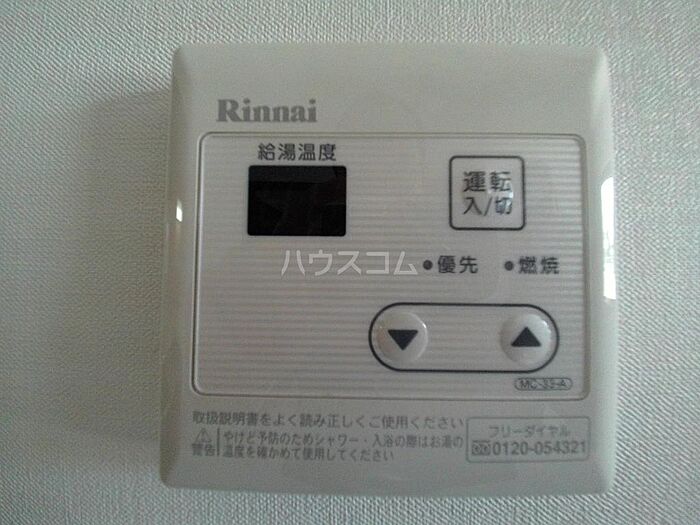 Rinnai
給湯温度
運転
入/切
優先
燃焼
ハウスコム
MC-33-A
取扱説明書をよく読み正しくご使用ください
警告
やけど予防のためシャワー・入浴の際はお湯の
温度を確かめて使用してください
フリーダイヤル
0120-054321